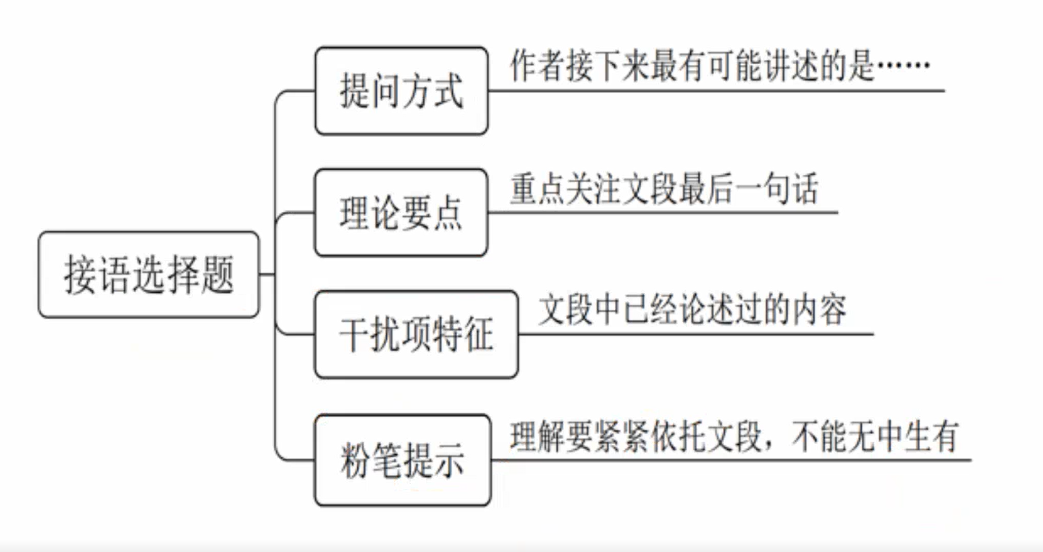 接语选择题
提问方式
作者接下来最有可能讲述的是……
理论要点
重点关注文段最后一句话
干扰项特征
文段中已经论述过的内容
粉笔提示
理解要紧紧依托文段，不能无中生有